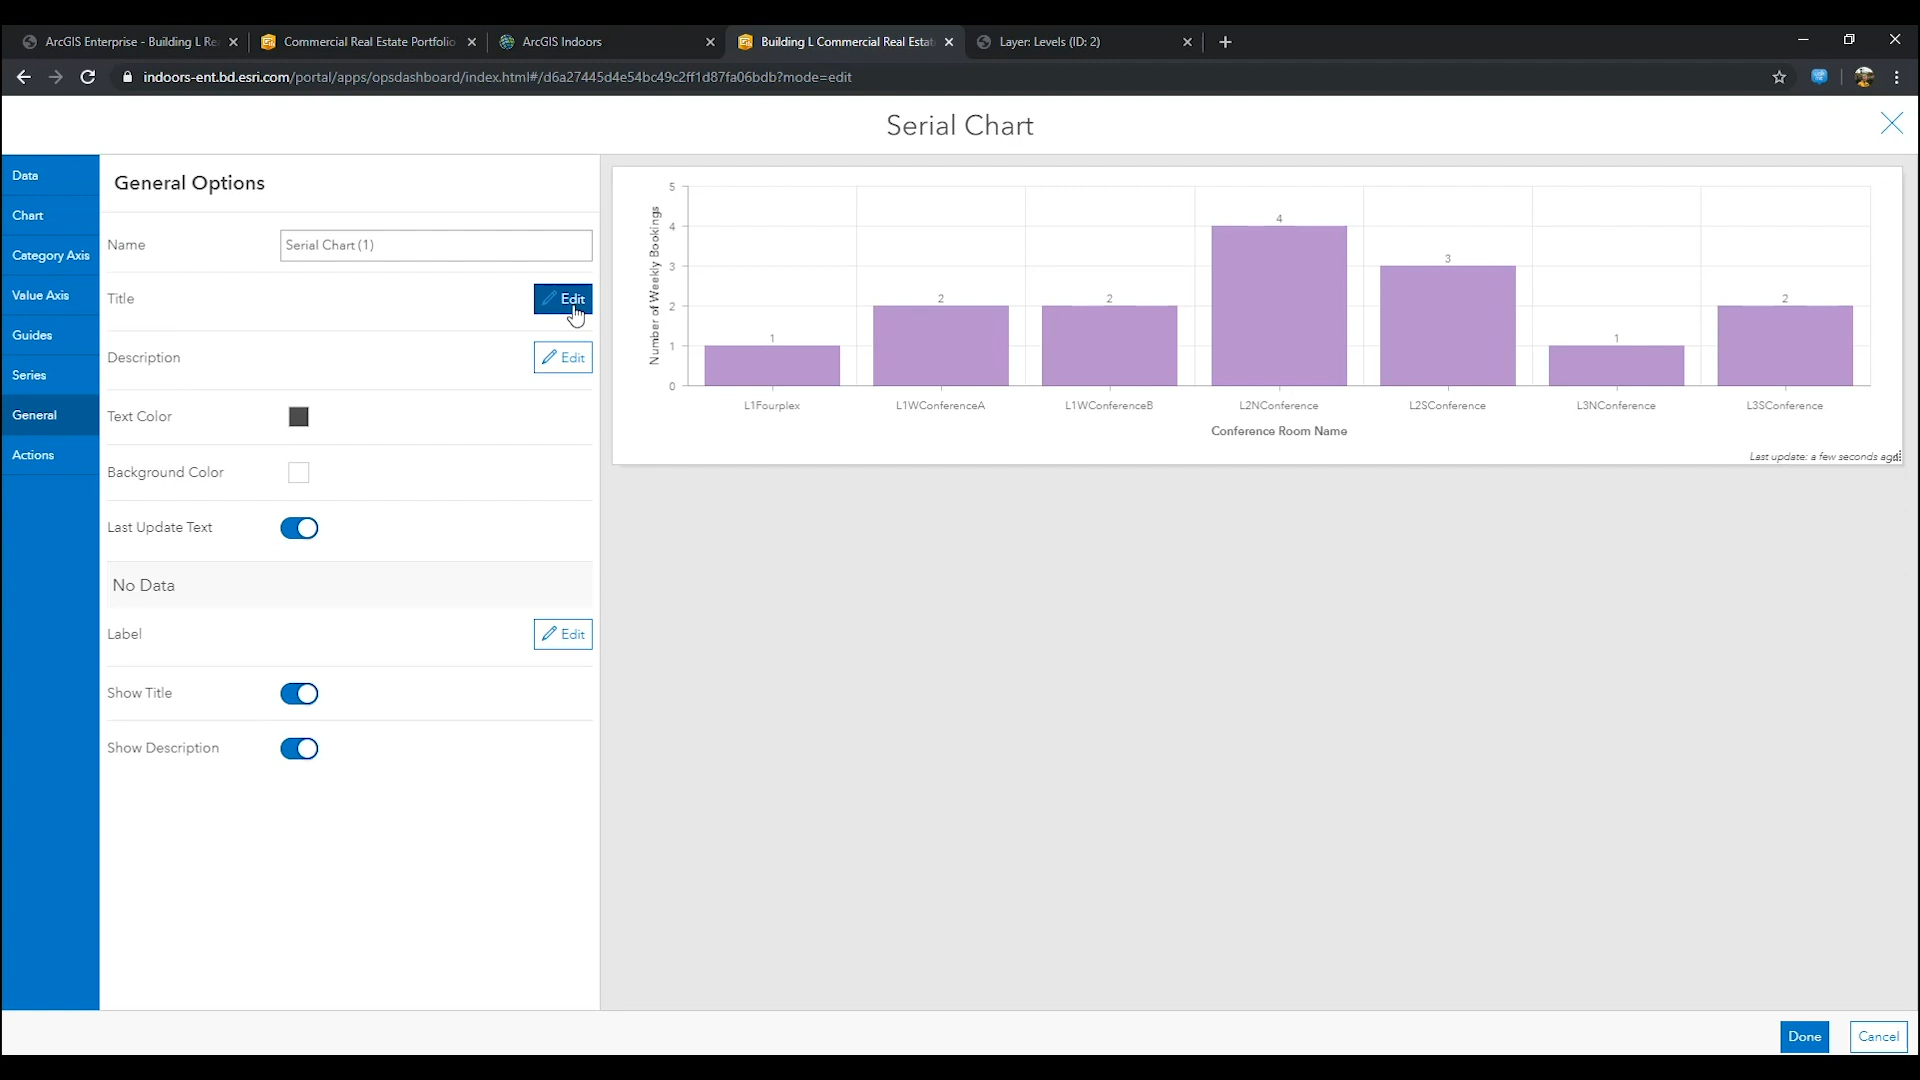 ArcGIS Enterprise - Building L Re
Commercial Real Estate Portfolio
ArcGIS Indoors
Building L Commercial Real Estat
Layer: Levels (ID: 2)
indoors-ent.bd.esri.com/portal/apps/opsdashboard/index.html#/d6a27445d4e54bc49c2ff1d87fa06bdb?mode=edit
Serial Chart
Data
Chart
Category Axis
Value Axis
Guides
Series
General
Actions
General Options
Name
Serial Chart (1)
Title
Edit
Description
Edit
Text Color
Background Color
Last Update Text
No Data
Label
Edit
Show Title
Show Description
Number of Weekly Bookings
5
4
3
2
1
0
1
2
2
4
3
1
2
L1Fourplex
L1WConferenceA
L1WConferenceB
L2NConference
L2SConference
L3NConference
L3SConference
Conference Room Name
Last update: a few seconds ago
Done
Cancel